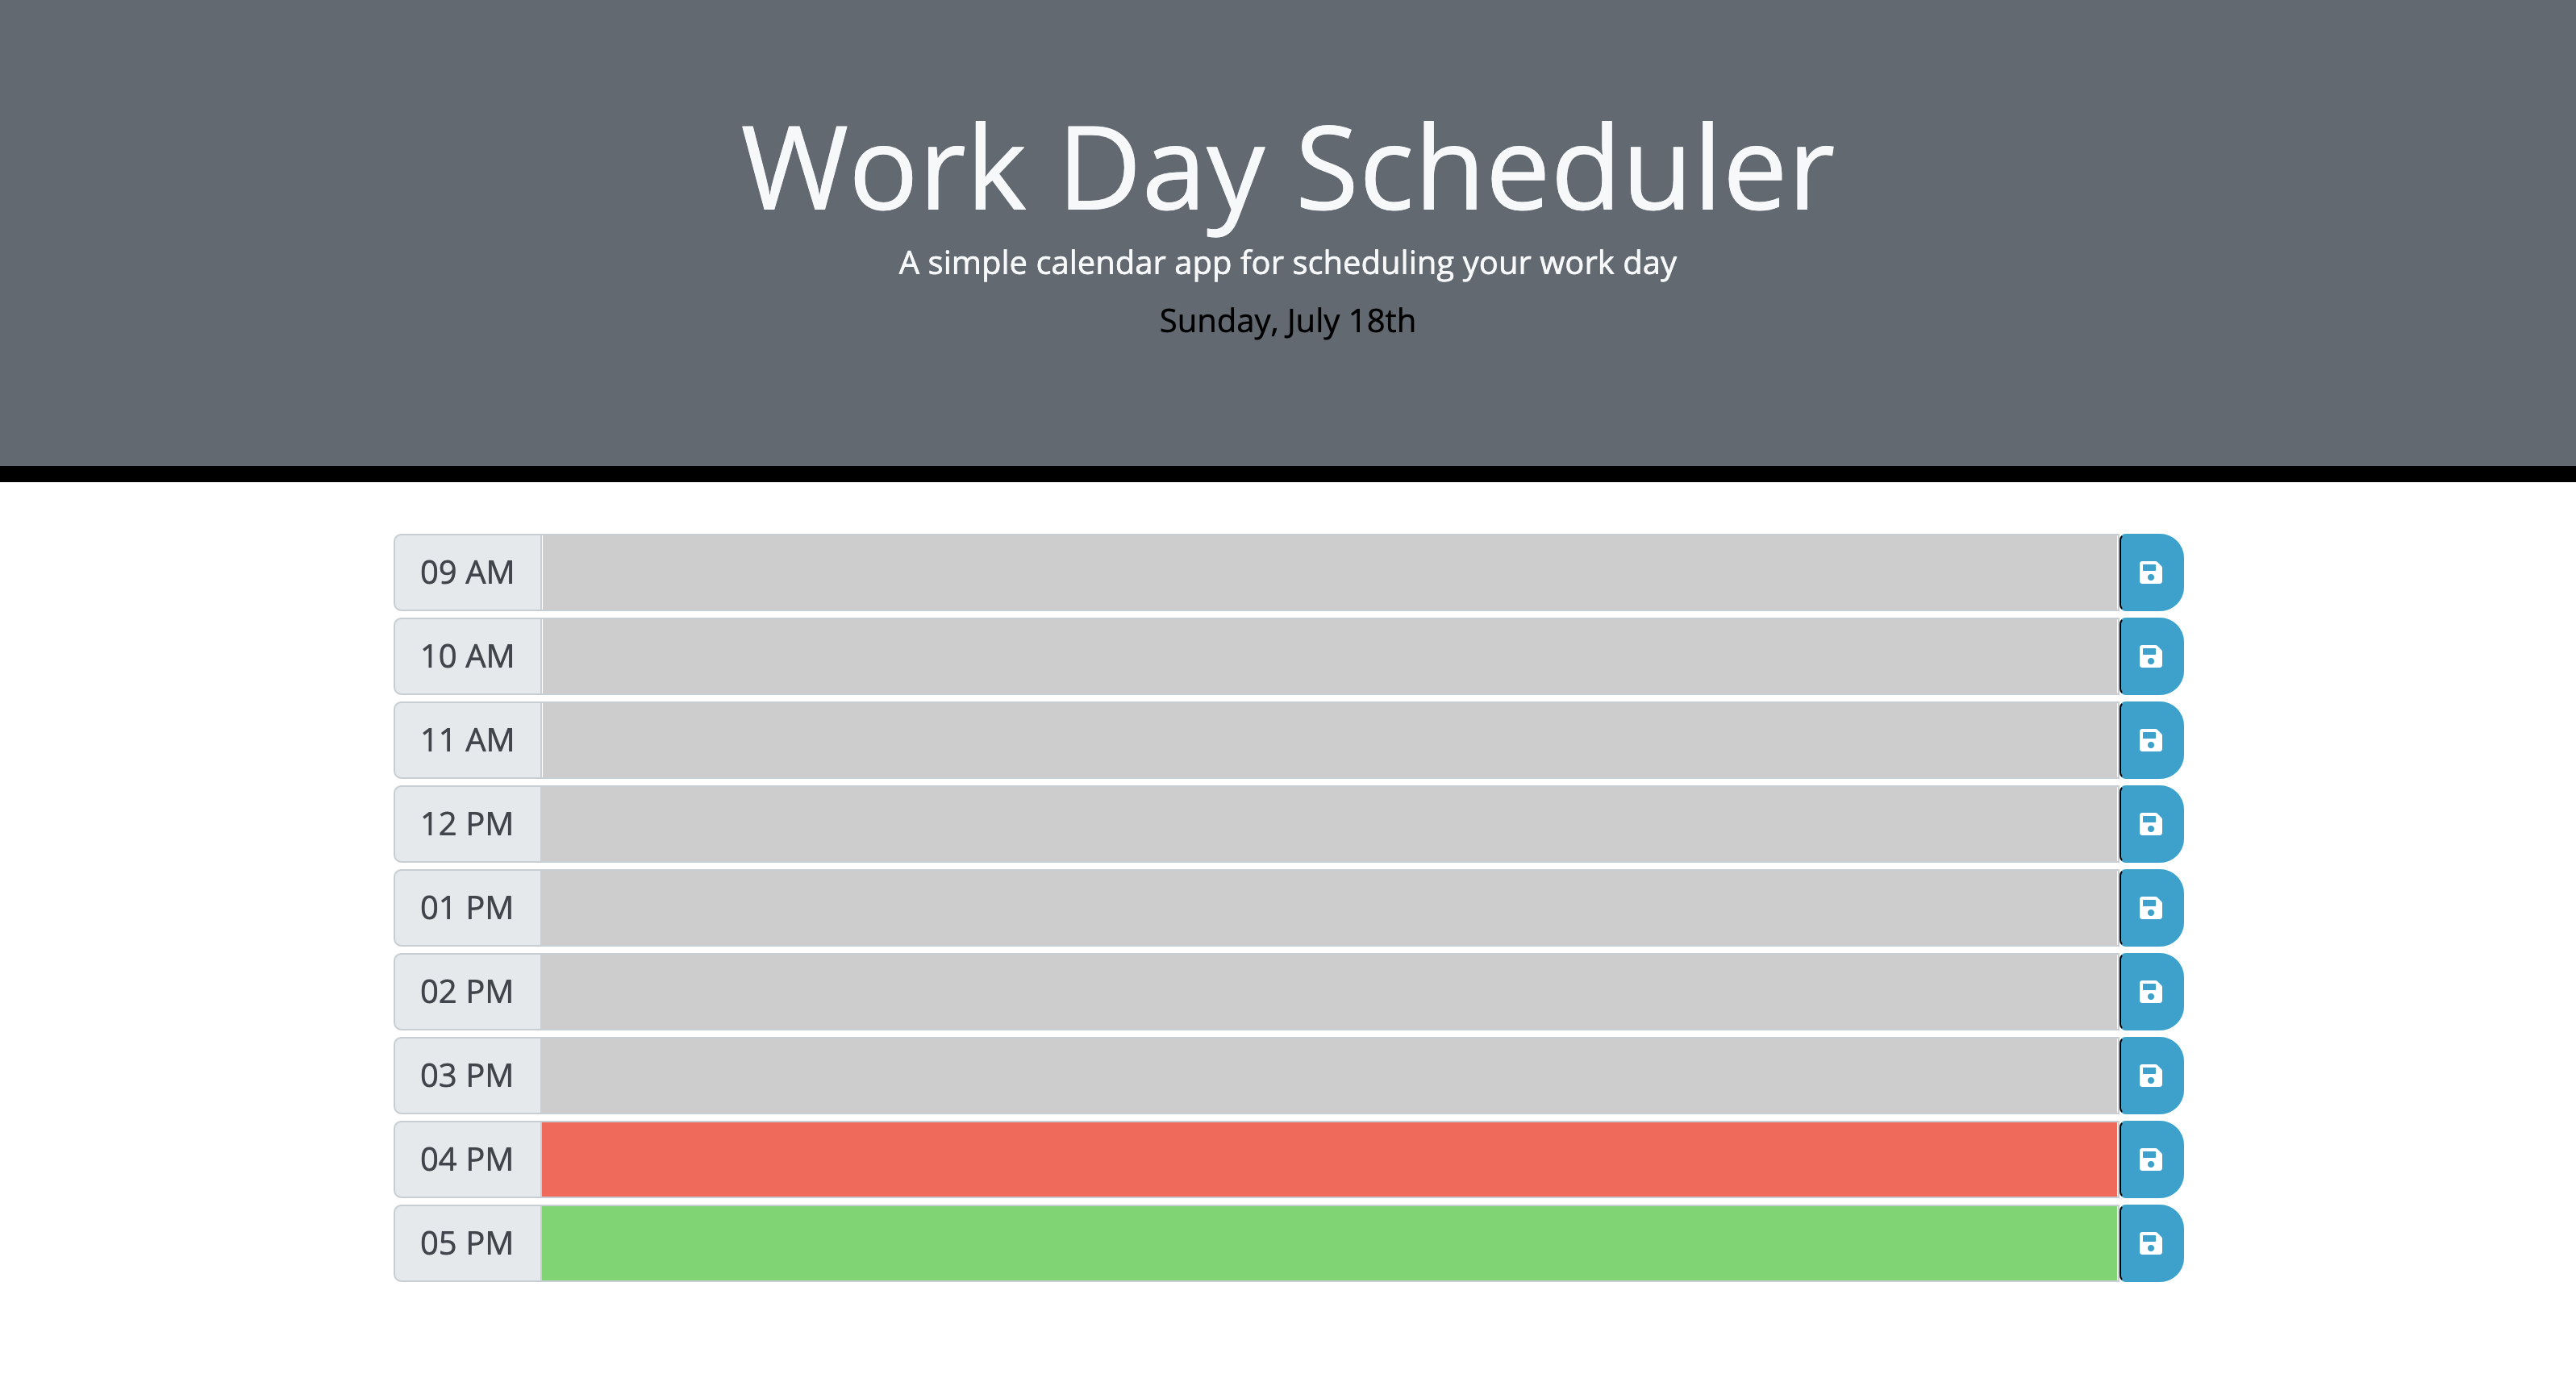 Work Day Scheduler
A simple calendar app for scheduling your work day
Sunday, July 18th
09 AM
10 AM
11 AM
12 PM
01 PM
02 PM
03 PM
04 PM
05 PM